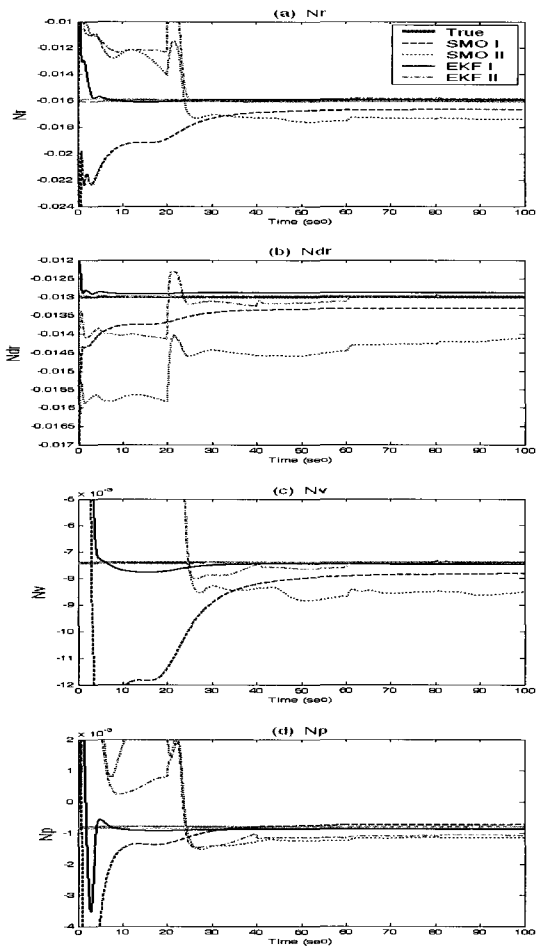 (a) Nr
-0.01
-0.012
-0.014
-0.016
-0.018
-0.02
-0.022
-0.024
Nr
True
SMO I
SMO II
EKF I
EKF II
0 10 20 30 40 50 60 70 80 90 100
Time (sec)
(b) Ndr
-0.012
-0.0125
-0.013
-0.0135
-0.014
-0.0145
-0.015
-0.0155
-0.016
-0.0165
-0.017
Ndr
0 10 20 30 40 50 60 70 80 90 100
Time (sec)
(c) Nv
× 10⁻³
-5
-6
-7
-8
-9
-10
-11
-12
Nv
0 10 20 30 40 50 60 70 80 90 100
Time (sec)
(d) Np
× 10⁻³
2
1
0
-1
-2
-3
-4
Np
0 10 20 30 40 50 60 70 80 90 100
Time (sec)